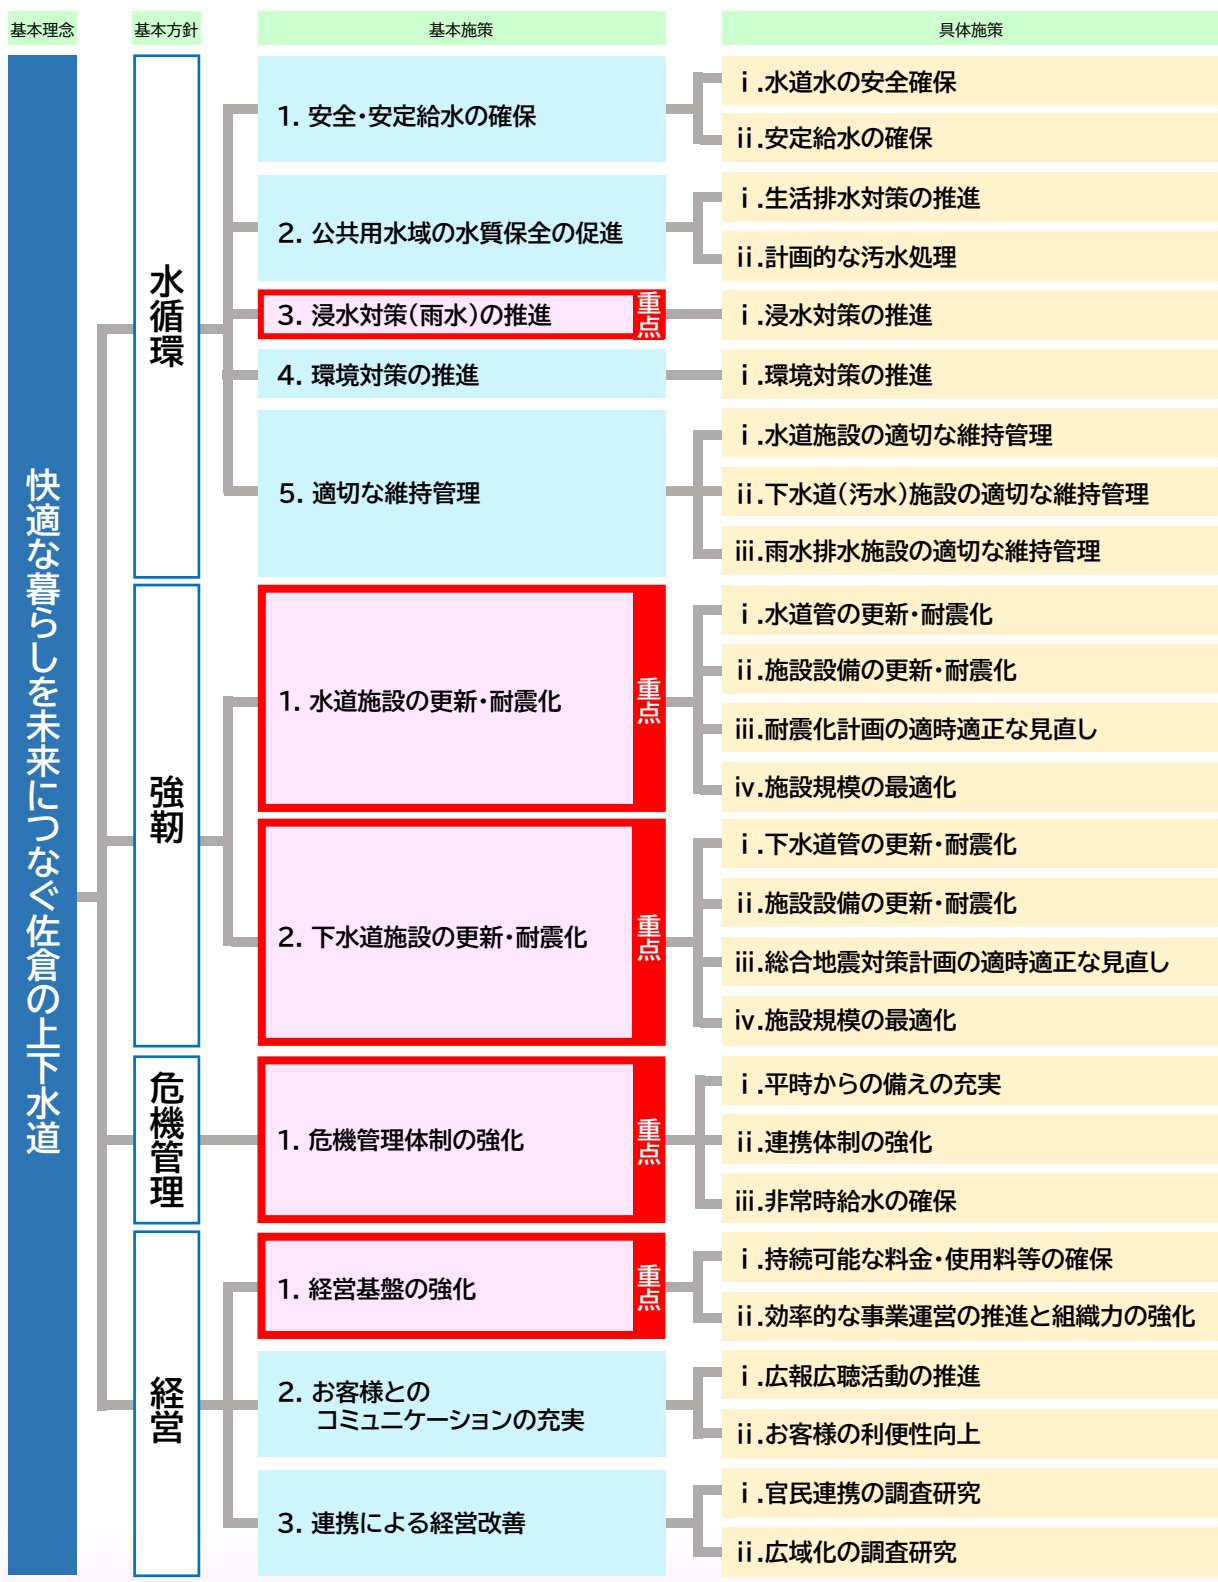 基本理念
基本方針
基本施策
具体施策
快適な暮らしを未来につなぐ佐倉の上下水道
水循環
1. 安全・安定給水の確保
ⅰ.水道水の安全確保
ⅱ.安定給水の確保
2. 公共用水域の水質保全の促進
ⅰ.生活排水対策の推進
ⅱ.計画的な汚水処理
3. 浸水対策（雨水）の推進
重点
ⅰ.浸水対策の推進
4. 環境対策の推進
ⅰ.環境対策の推進
5. 適切な維持管理
ⅰ.水道施設の適切な維持管理
ⅱ.下水道（汚水）施設の適切な維持管理
ⅲ.雨水排水施設の適切な維持管理
強靭
1. 水道施設の更新・耐震化
重点
ⅰ.水道管の更新・耐震化
ⅱ.施設設備の更新・耐震化
ⅲ.耐震化計画の適時適正な見直し
ⅳ.施設規模の最適化
2. 下水道施設の更新・耐震化
重点
ⅰ.下水道管の更新・耐震化
ⅱ.施設設備の更新・耐震化
ⅲ.総合地震対策計画の適時適正な見直し
ⅳ.施設規模の最適化
危機管理
1. 危機管理体制の強化
重点
ⅰ.平時からの備えの充実
ⅱ.連携体制の強化
ⅲ.非常時給水の確保
経営
1. 経営基盤の強化
重点
ⅰ.持続可能な料金・使用料等の確保
ⅱ.効率的な事業運営の推進と組織力の強化
2. お客様との
コミュニケーションの充実
ⅰ.広報広聴活動の推進
ⅱ.お客様の利便性向上
3. 連携による経営改善
ⅰ.官民連携の調査研究
ⅱ.広域化の調査研究